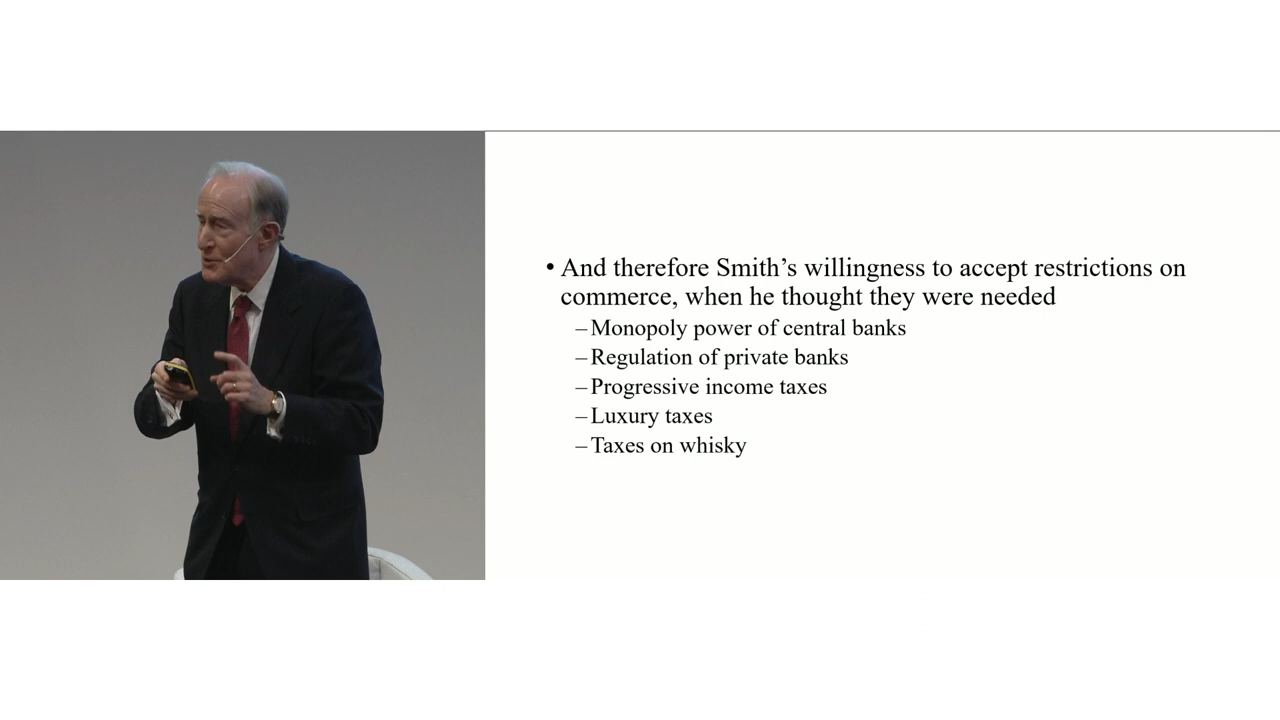 • And therefore Smith’s willingness to accept restrictions on
commerce, when he thought they were needed
– Monopoly power of central banks
– Regulation of private banks
– Progressive income taxes
– Luxury taxes
– Taxes on whisky